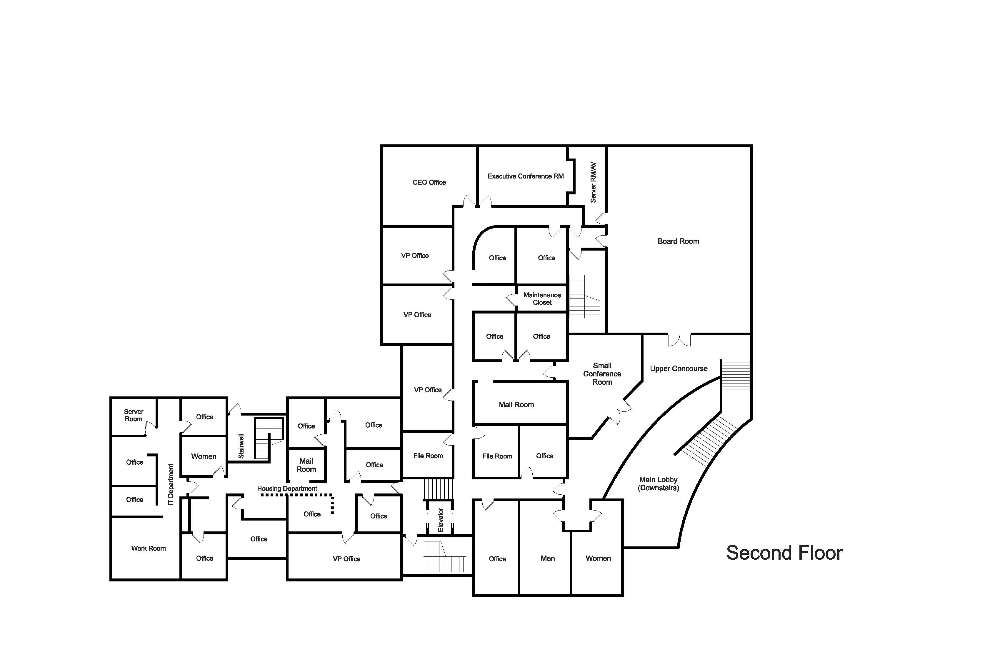 CEO Office
Executive Conference RM
Server RM/AV
Board Room
VP Office
Office
Office
Maintenance
Closet
VP Office
Office
Office
Small
Conference
Room
Upper Concourse
VP Office
Mail Room
Server
Room
Office
Stairwell
Office
Office
File Room
File Room
Office
Office
Women
Mail
Room
Office
IT Department
Housing Department
Main Lobby
(Downstairs)
Office
Office
Office
Elevator
Work Room
Office
Office
VP Office
Office
Men
Women
Second Floor